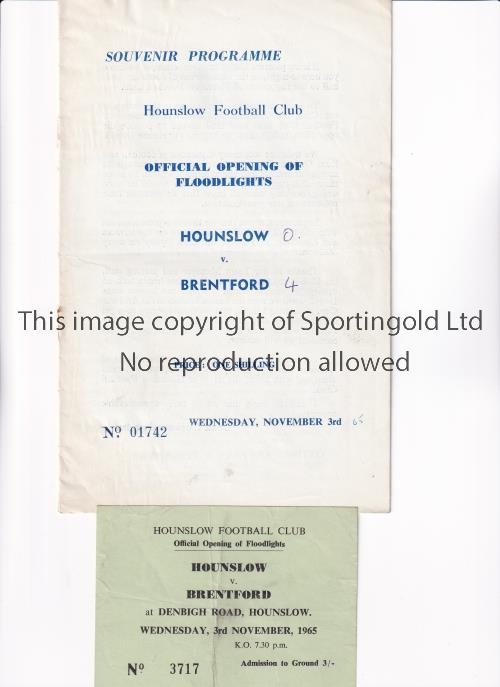 SOUVENIR PROGRAMME
Hounslow Football Club
OFFICIAL OPENING OF
FLOODLIGHTS
HOUNSLOW 0.
v.
BRENTFORD 4
This image copyright of Sportingold Ltd
No reproduction allowed
PRICE: ONE SHILLING
WEDNESDAY, NOVEMBER 3rd 65
No. 01742
HOUNSLOW FOOTBALL CLUB
Official Opening of Floodlights
HOUNSLOW
v.
BRENTFORD
at DENBIGH ROAD, HOUNSLOW.
WEDNESDAY, 3rd NOVEMBER, 1965
K.O. 7.30 p.m.
No 3717 Admission to Ground 3/-